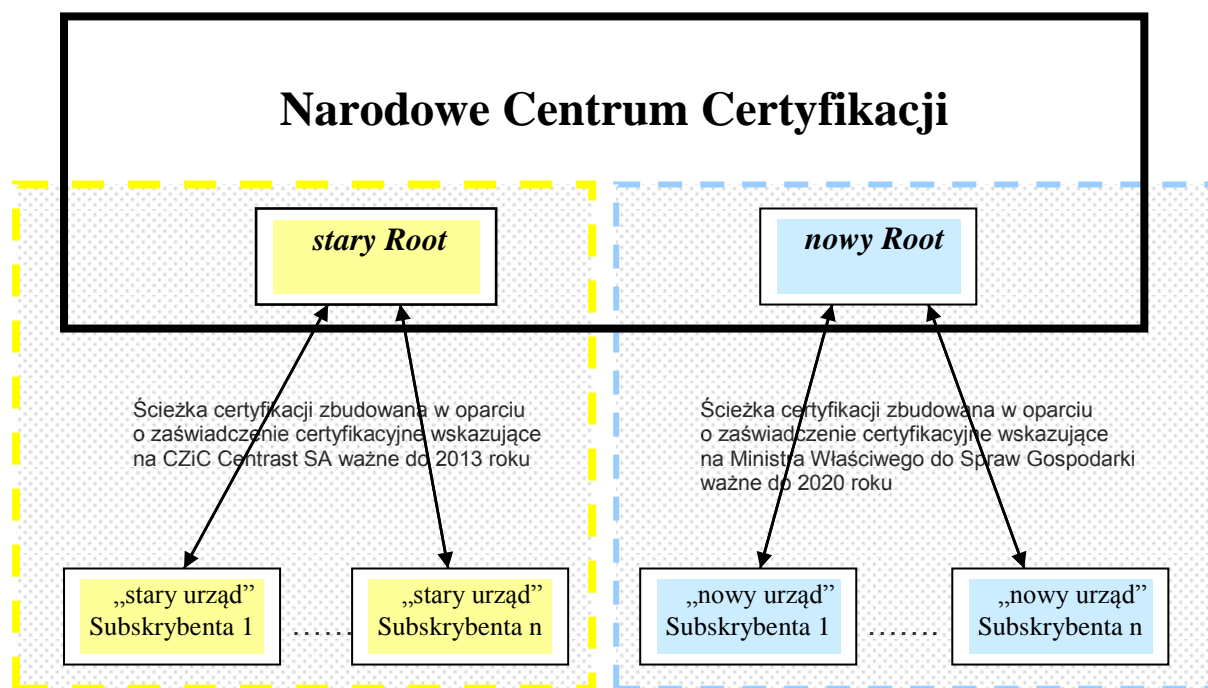 Narodowe Centrum Certyfikacji
stary Root
nowy Root
Ścieżka certyfikacji zbudowana w oparciu
o zaświadczenie certyfikacyjne wskazujące
na CZiC Centrast SA ważne do 2013 roku
Ścieżka certyfikacji zbudowana w oparciu
o zaświadczenie certyfikacyjne wskazujące
na Ministra Właściwego do Spraw Gospodarki
ważne do 2020 roku
„stary urząd”
Subskrybenta 1
……
„stary urząd”
Subskrybenta n
„nowy urząd”
Subskrybenta 1
…….
„nowy urząd”
Subskrybenta n